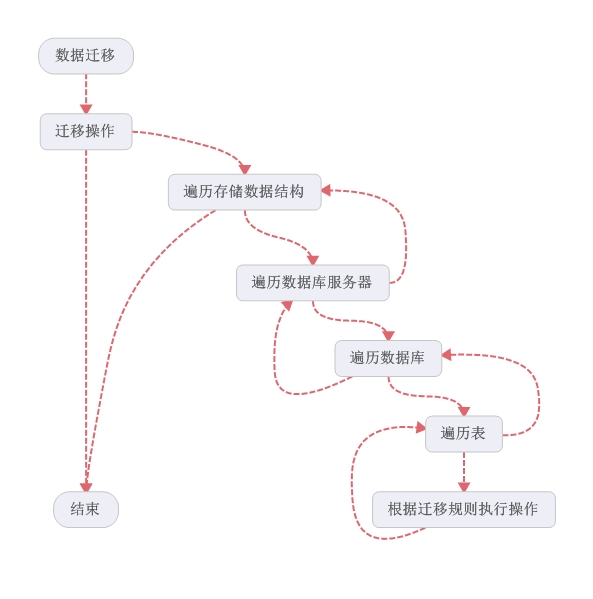 数据迁移
迁移操作
遍历存储数据结构
遍历数据库服务器
遍历数据库
遍历表
结束
根据迁移规则执行操作